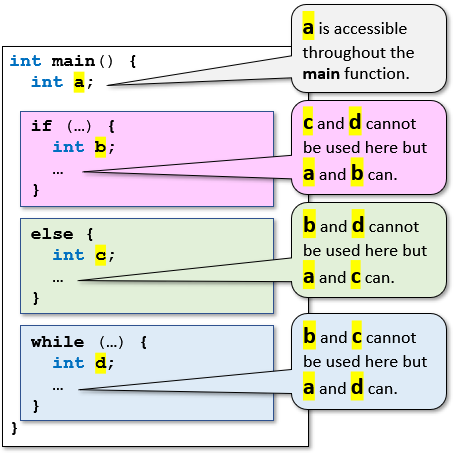 int main() {
int a;
if (…) {
int b;
…
}
else {
int c;
…
}
while (…) {
int d;
…
}
}
a is accessible
throughout the
main function.
c and d cannot
be used here but
a and b can.
b and d cannot
be used here but
a and c can.
b and c cannot
be used here but
a and d can.